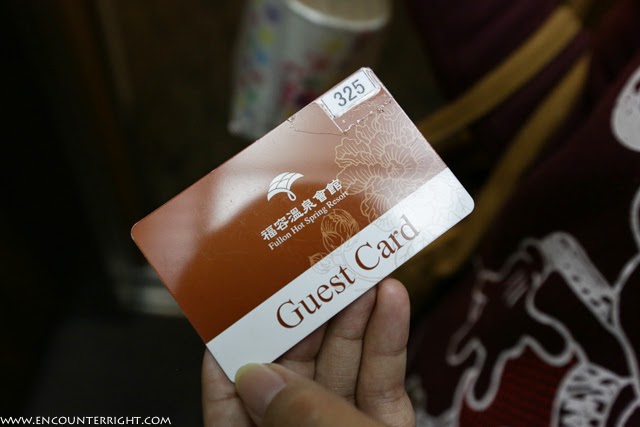 325
福容溫泉會館
Fullon Hot Spring Resort
Guest Card
WWW.ENCOUNTERRIGHT.COM